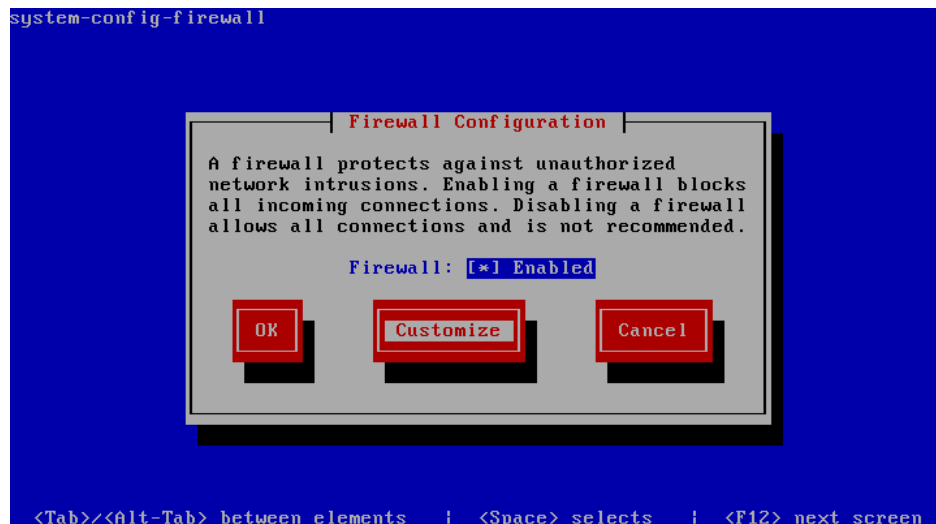 system-config-firewall
Firewall Configuration
A firewall protects against unauthorized
network intrusions. Enabling a firewall blocks
all incoming connections. Disabling a firewall
allows all connections and is not recommended.
Firewall: [*] Enabled
OK Customize Cancel
<Tab>/<Alt-Tab> between elements | <Space> selects | <F12> next screen